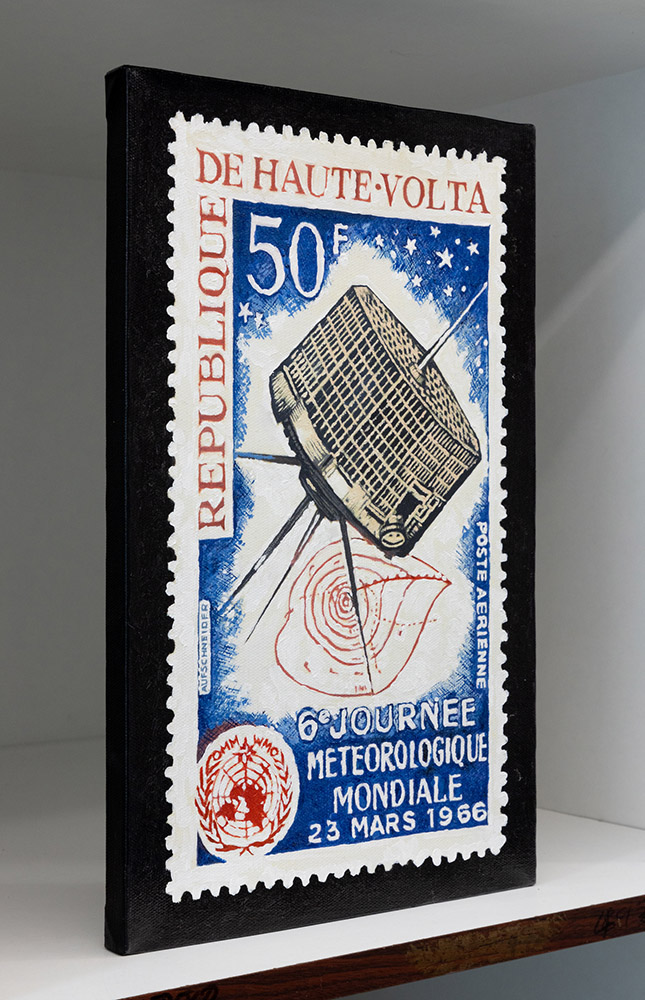 REPUBLIQUE
DE HAUTE·VOLTA
50F
POSTE AERIENNE
AUFSCHNEIDER
6e JOURNEE
METEOROLOGIQUE
MONDIALE
23 MARS 1966
OMM WMO